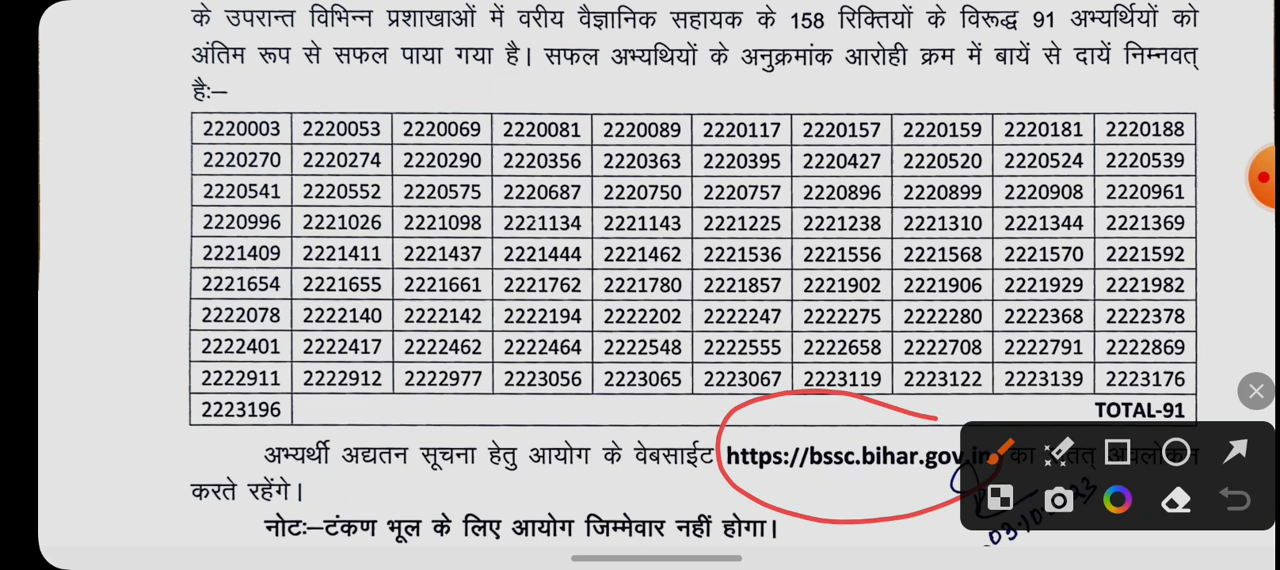 के उपरान्त विभिन्न प्रशाखाओं में वरीय वैज्ञानिक सहायक के 158 रिक्तियों के विरूद्ध 91 अभ्यर्थियों को
अंतिम रूप से सफल पाया गया है। सफल अभ्यथियों के अनुक्रमांक आरोही क्रम में बायें से दायें निम्नवत्
हैः–
2220003 2220053 2220069 2220081 2220089 2220117 2220157 2220159 2220181 2220188
2220270 2220274 2220290 2220356 2220363 2220395 2220427 2220520 2220524 2220539
2220541 2220552 2220575 2220687 2220750 2220757 2220896 2220899 2220908 2220961
2220996 2221026 2221098 2221134 2221143 2221225 2221238 2221310 2221344 2221369
2221409 2221411 2221437 2221444 2221462 2221536 2221556 2221568 2221570 2221592
2221654 2221655 2221661 2221762 2221780 2221857 2221902 2221906 2221929 2221982
2222078 2222140 2222142 2222194 2222202 2222247 2222275 2222280 2222368 2222378
2222401 2222417 2222462 2222464 2222548 2222555 2222658 2222708 2222791 2222869
2222911 2222912 2222977 2223056 2223065 2223067 2223119 2223122 2223139 2223176
2223196 TOTAL-91
अभ्यर्थी अद्यतन सूचना हेतु आयोग के वेबसाईट https://bssc.bihar.gov.in का अवलोकन
करते रहेंगे।
नोटः–टंकण भूल के लिए आयोग जिम्मेवार नहीं होगा।